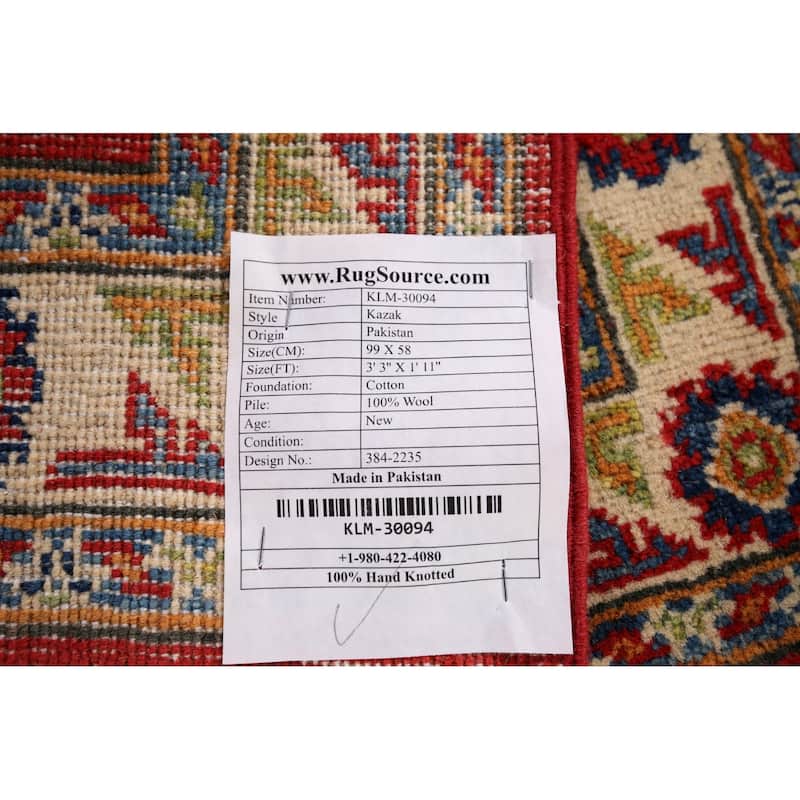 www.RugSource.com
Item Number: KLM-30094
Style Kazak
Origin Pakistan
Size(CM): 99 X 58
Size(FT): 3' 3" X 1' 11"
Foundation: Cotton
Pile: 100% Wool
Age: New
Condition:
Design No.: 384-2235
Made in Pakistan
KLM-30094
+1-980-422-4080
100% Hand Knotted